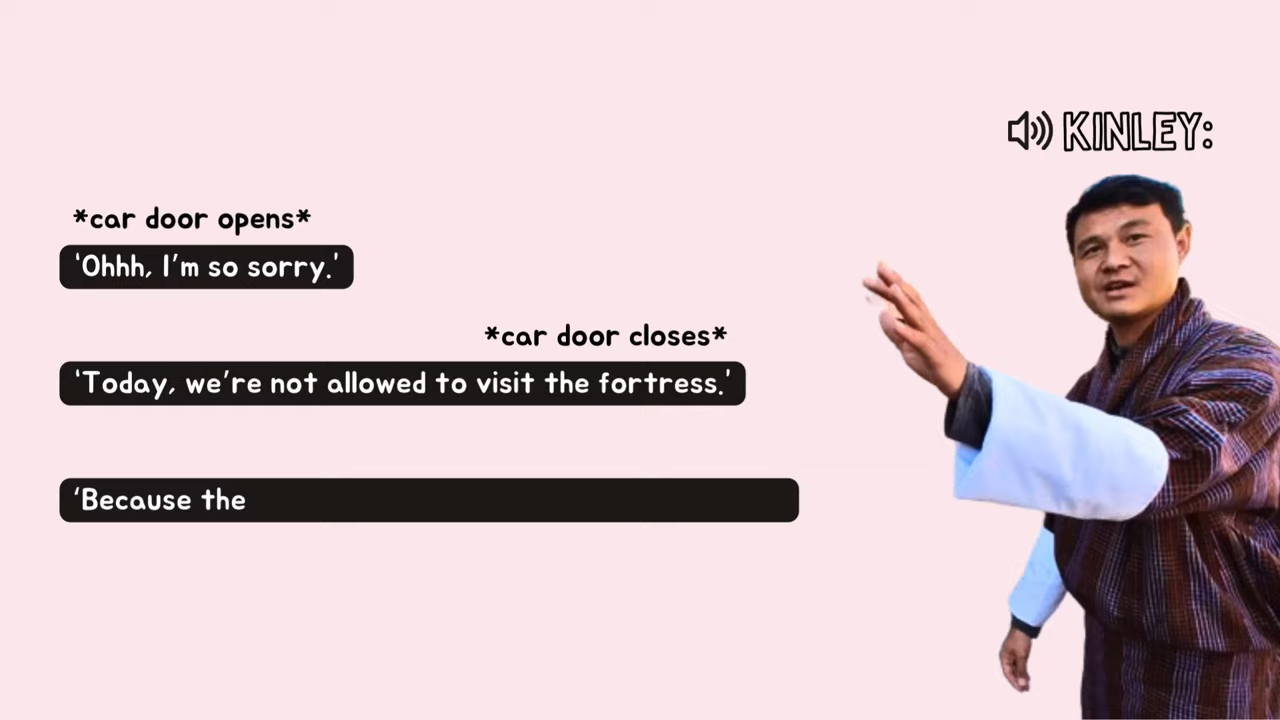 KINLEY:
*car door opens*
‘Ohhh, I’m so sorry.’
*car door closes*
‘Today, we’re not allowed to visit the fortress.’
‘Because the